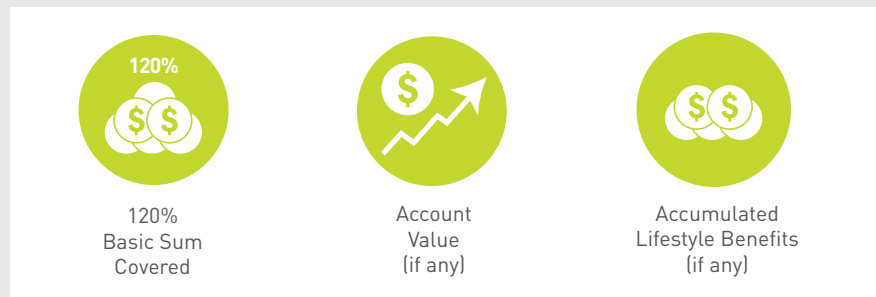 120%
$ $
120%
Basic Sum
Covered
$
Account
Value
(if any)
$ $
Accumulated
Lifestyle Benefits
(if any)